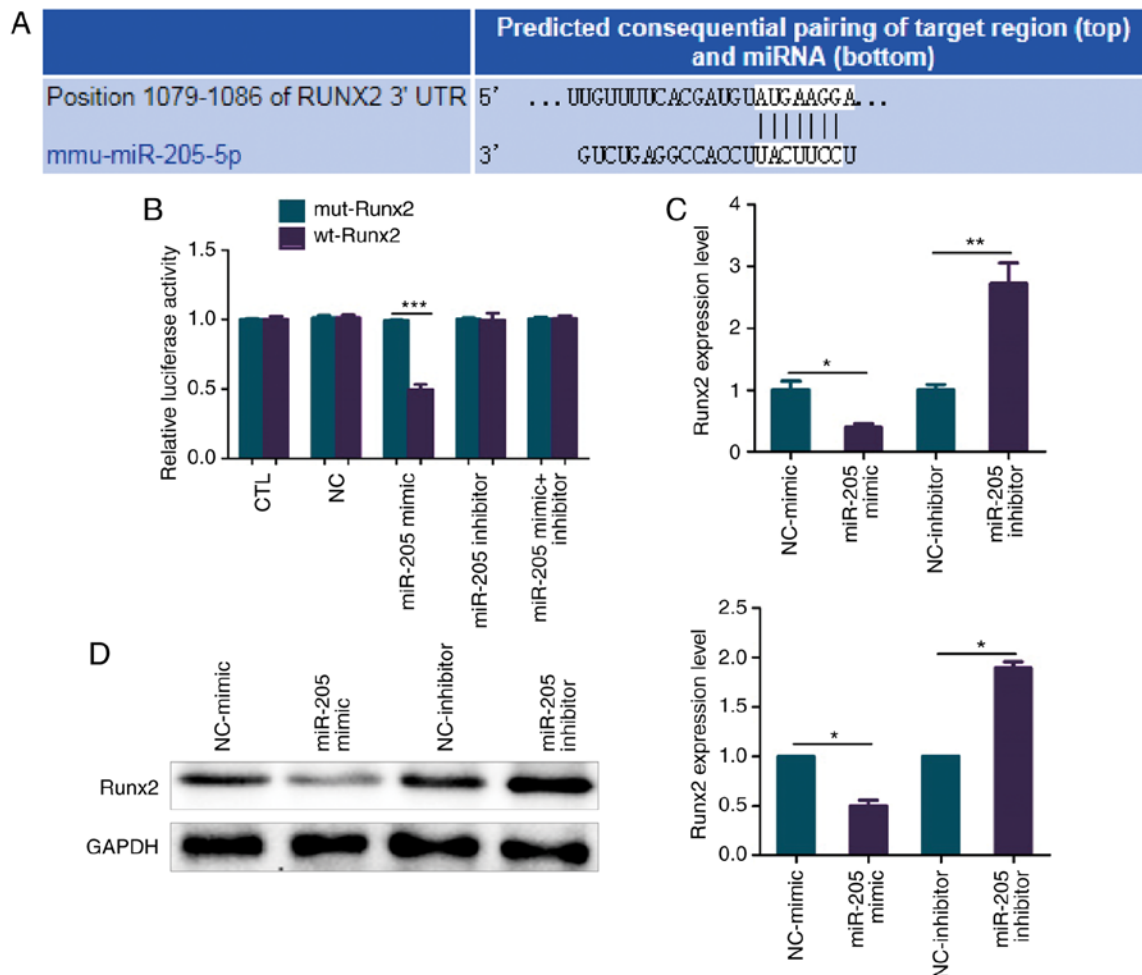 A
Predicted consequential pairing of target region (top)
and miRNA (bottom)
Position 1079-1086 of RUNX2 3' UTR 5' ...UUGUUUUCACGAUGUAUGAAGGA...
mmu-miR-205-5p 3' GUCUGAGGCCACCUUACUUCCU
B
mut-Runx2
wt-Runx2
Relative luciferase activity
1.5
1.0
0.5
0.0
***
CTL
NC
miR-205 mimic
miR-205 inhibitor
miR-205 mimic+
inhibitor
C
Runx2 expression level
4
3
2
1
0
*
**
NC-mimic
miR-205
mimic
NC-inhibitor
miR-205
inhibitor
D
NC-mimic
miR-205
mimic
NC-inhibitor
miR-205
inhibitor
Runx2
GAPDH
Runx2 expression level
2.5
2.0
1.5
1.0
0.5
0.0
*
*
NC-mimic
miR-205
mimic
NC-inhibitor
miR-205
inhibitor